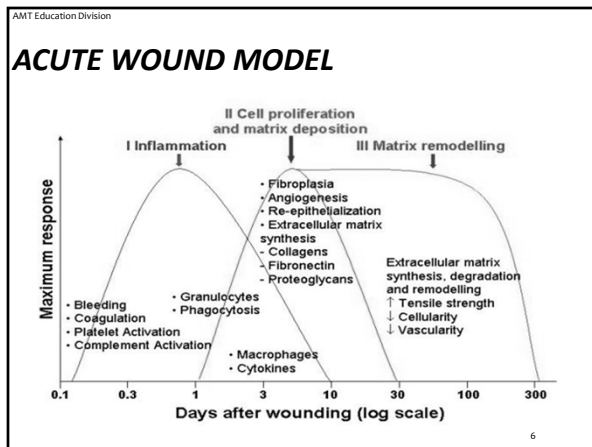 AMT Education Division
ACUTE WOUND MODEL
II Cell proliferation
and matrix deposition
I Inflammation
III Matrix remodelling
Maximum response
• Fibroplasia
• Angiogenesis
• Re-epithelialization
• Extracellular matrix
synthesis
- Collagens
- Fibronectin
- Proteoglycans
Extracellular matrix
synthesis, degradation
and remodelling
↑ Tensile strength
↓ Cellularity
↓ Vascularity
• Granulocytes
• Phagocytosis
• Bleeding
• Coagulation
• Platelet Activation
• Complement Activation
• Macrophages
• Cytokines
0.1 0.3 1 3 10 30 100 300
Days after wounding (log scale)
6